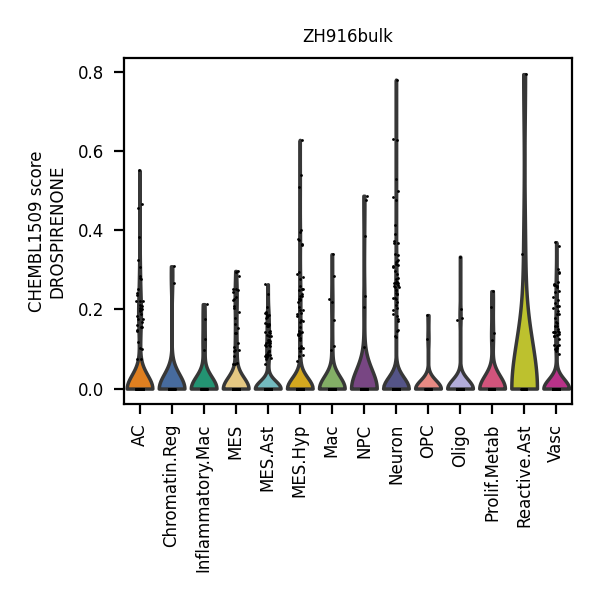 ZH916bulk
CHEMBL1509 score
DROSPIRENONE
0.8
0.6
0.4
0.2
0.0
AC
Chromatin.Reg
Inflammatory.Mac
MES
MES.Ast
MES.Hyp
Mac
NPC
Neuron
OPC
Oligo
Prolif.Metab
Reactive.Ast
Vasc